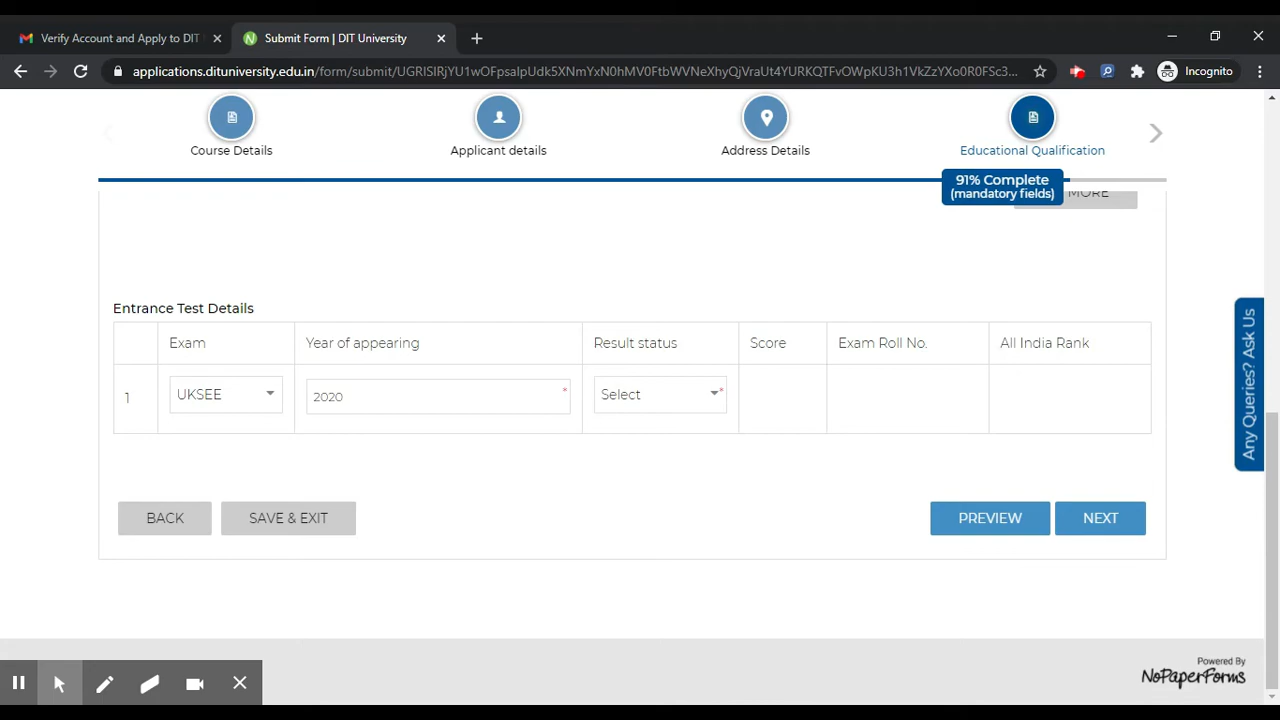 Verify Account and Apply to DIT
Submit Form | DIT University
applications.dituniversity.edu.in/form/submit/
Incognito
Course Details
Applicant details
Address Details
Educational Qualification
91% Complete
(mandatory fields)
MORE
Entrance Test Details
Exam Year of appearing Result status Score Exam Roll No. All India Rank
1 UKSEE 2020 * Select *
BACK SAVE & EXIT PREVIEW NEXT
Any Queries? Ask Us
Powered By
NoPaperForms